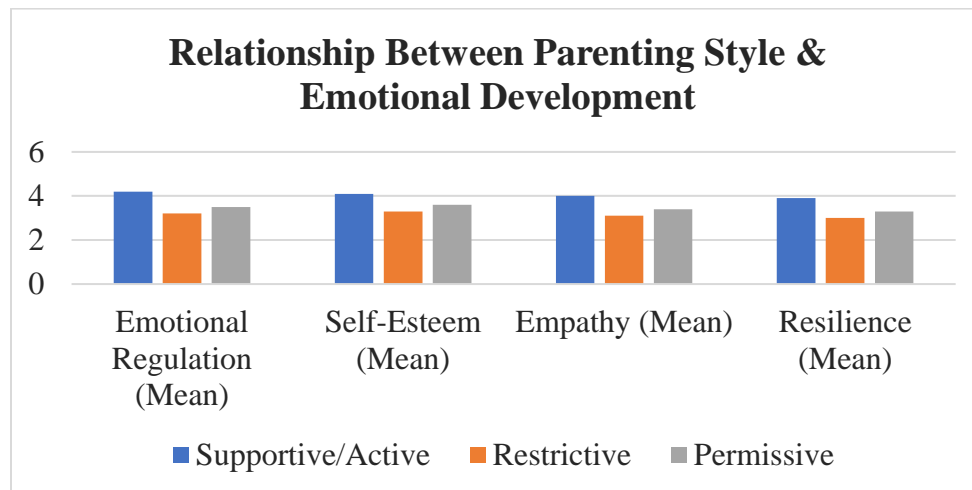 Relationship Between Parenting Style &
Emotional Development
6
4
2
0
Emotional
Regulation
(Mean)
Self-Esteem
(Mean)
Empathy (Mean)
Resilience
(Mean)
Supportive/Active
Restrictive
Permissive